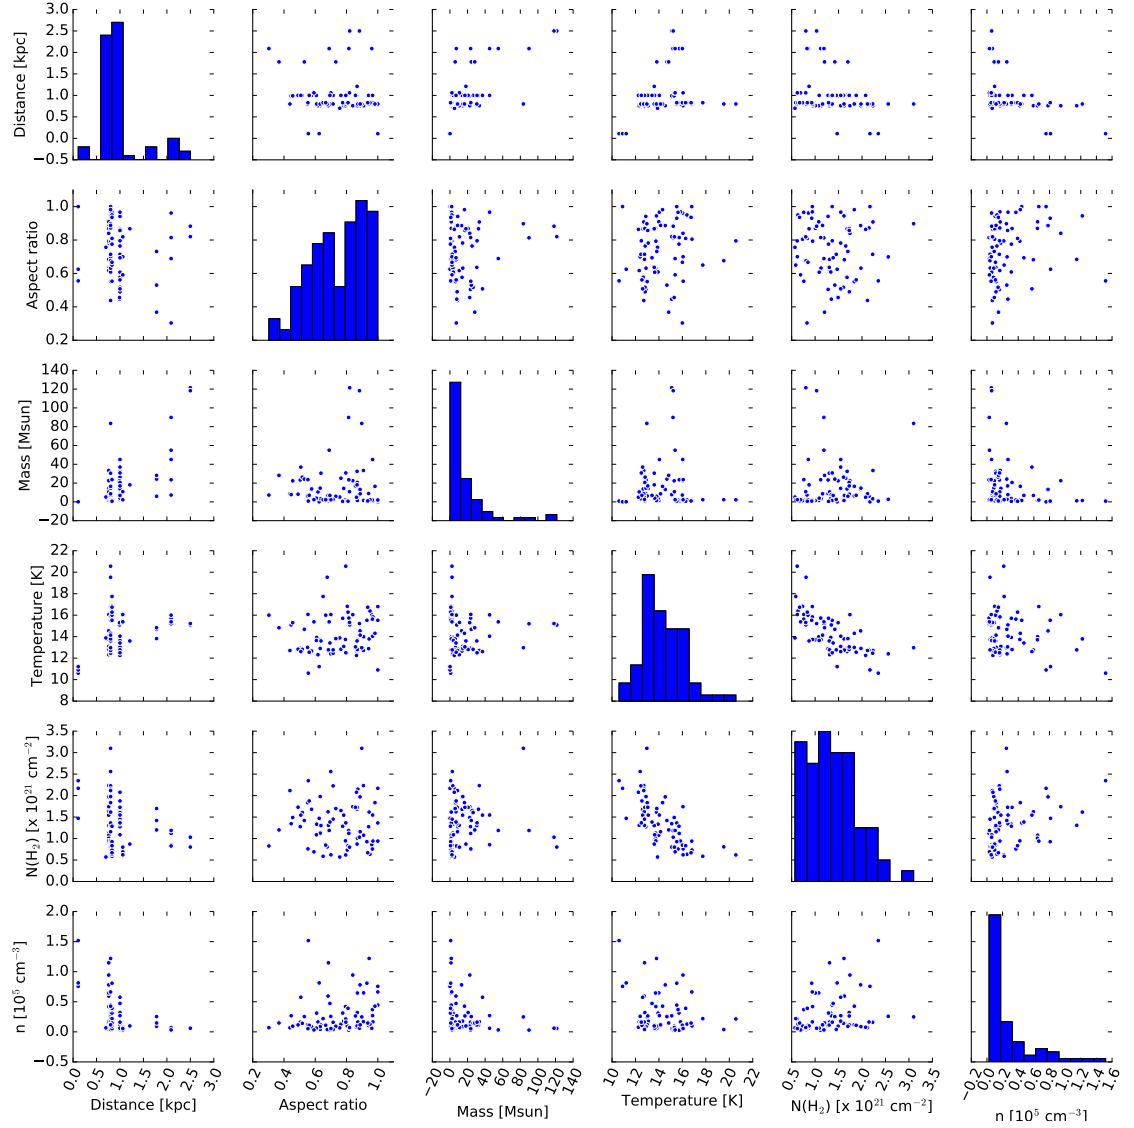 3.0
2.5
2.0
1.5
1.0
0.5
0.0
−0.5
Distance [kpc]
1.0
0.8
0.6
0.4
0.2
Aspect ratio
140
120
100
80
60
40
20
0
−20
Mass [Msun]
22
20
18
16
14
12
10
8
Temperature [K]
3.5
3.0
2.5
2.0
1.5
1.0
0.5
0.0
N(H₂) [x 10²¹ cm⁻²]
2.0
1.5
1.0
0.5
0.0
−0.5
n [10⁵ cm⁻³]
0.0 0.5 1.0 1.5 2.0 2.5 3.0
0.2 0.4 0.6 0.8 1.0
−20 0 20 40 60 80 100 120 140
10 12 14 16 18 20 22
0.5 1.0 1.5 2.0 2.5 3.0 3.5
−0.2 0.0 0.2 0.4 0.6 0.8 1.0 1.2 1.4 1.6
Distance [kpc]
Aspect ratio
Mass [Msun]
Temperature [K]
N(H₂) [x 10²¹ cm⁻²]
n [10⁵ cm⁻³]